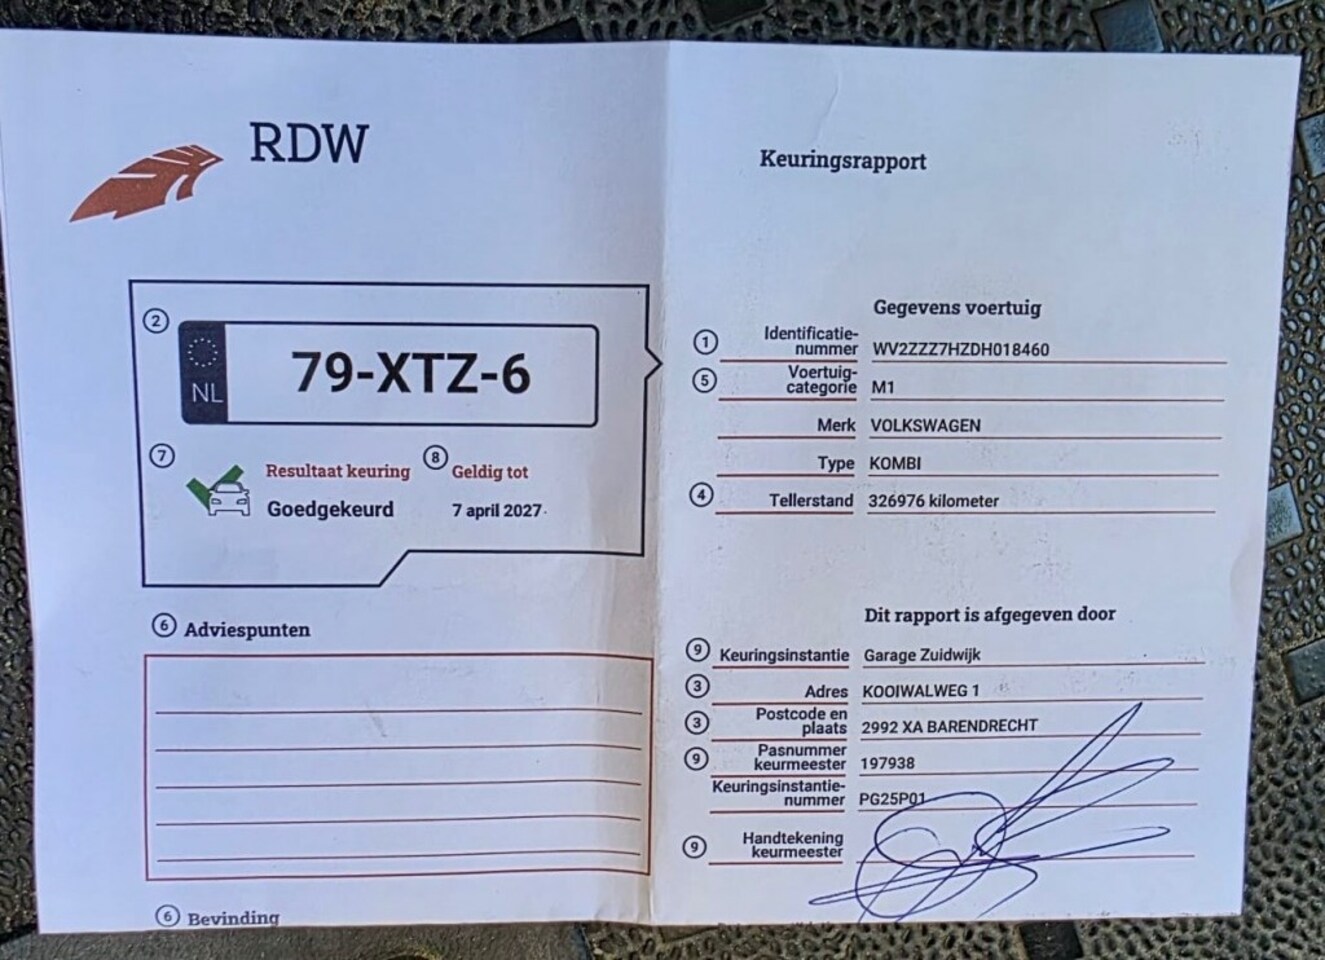 RDW
Keuringsrapport
2
NL
79-XTZ-6
7
Resultaat keuring
Goedgekeurd
8
Geldig tot
7 april 2027
6 Adviespunten
6 Bevinding
Gegevens voertuig
1 Identificatie-
nummer WV2ZZZ7HZDH018460
5 Voertuig-
categorie M1
Merk VOLKSWAGEN
Type KOMBI
4 Tellerstand 326976 kilometer
Dit rapport is afgegeven door
9 Keuringsinstantie Garage Zuidwijk
3 Adres KOOIWALWEG 1
3 Postcode en
plaats 2992 XA BARENDRECHT
9 Pasnummer
keurmeester 197938
Keuringsinstantie-
nummer PG25P01
9 Handtekening
keurmeester